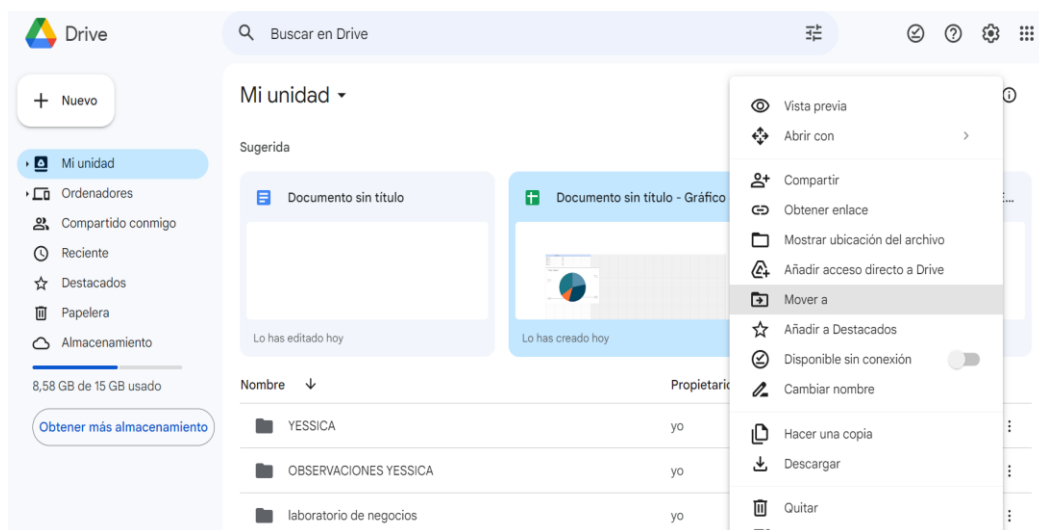 Drive
Buscar en Drive
Nuevo
Mi unidad
Ordenadores
Compartido conmigo
Reciente
Destacados
Papelera
Almacenamiento
8,58 GB de 15 GB usado
Obtener más almacenamiento
Mi unidad
Sugerida
Documento sin título
Lo has editado hoy
Documento sin título - Gráfico
Lo has creado hoy
Nombre
Propietario
YESSICA
yo
OBSERVACIONES YESSICA
yo
laboratorio de negocios
yo
Vista previa
Abrir con
Compartir
Obtener enlace
Mostrar ubicación del archivo
Añadir acceso directo a Drive
Mover a
Añadir a Destacados
Disponible sin conexión
Cambiar nombre
Hacer una copia
Descargar
Quitar